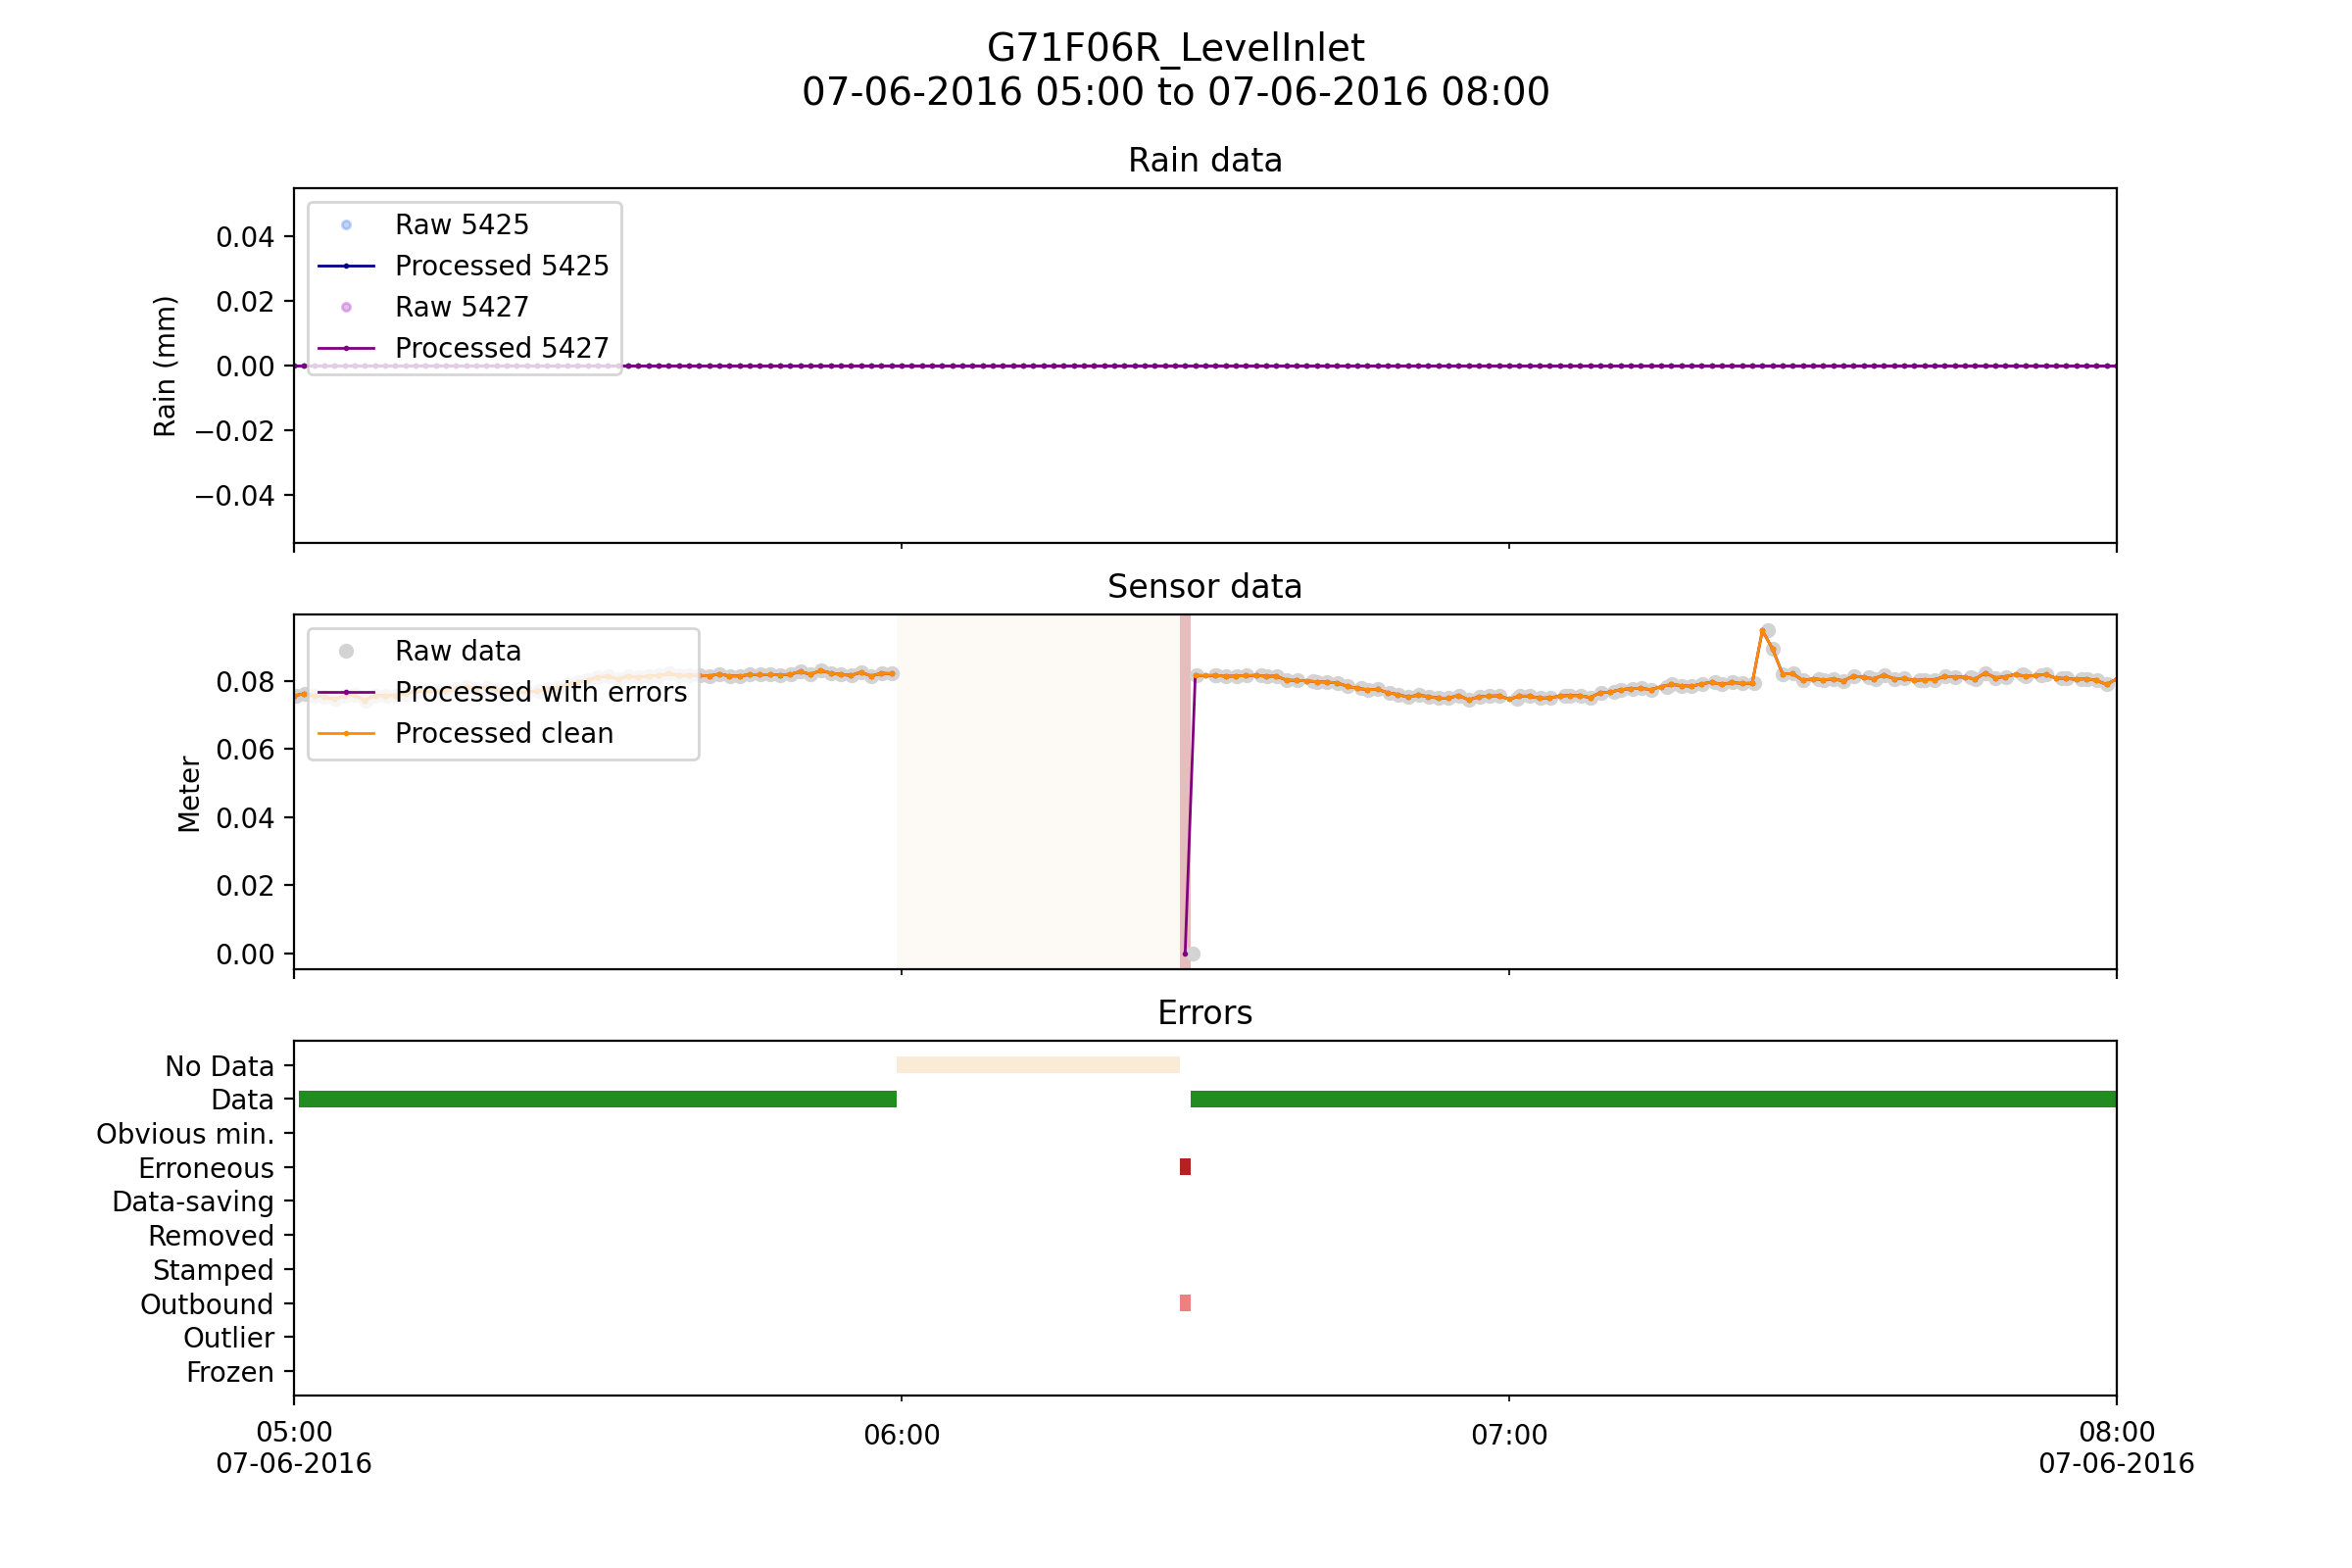 G71F06R_LevelInlet
07-06-2016 05:00 to 07-06-2016 08:00
Rain data
Rain (mm)
0.04
0.02
0.00
−0.02
−0.04
Raw 5425
Processed 5425
Raw 5427
Processed 5427
Sensor data
Meter
0.08
0.06
0.04
0.02
0.00
Raw data
Processed with errors
Processed clean
Errors
No Data
Data
Obvious min.
Erroneous
Data-saving
Removed
Stamped
Outbound
Outlier
Frozen
05:00
07-06-2016
06:00
07:00
08:00
07-06-2016